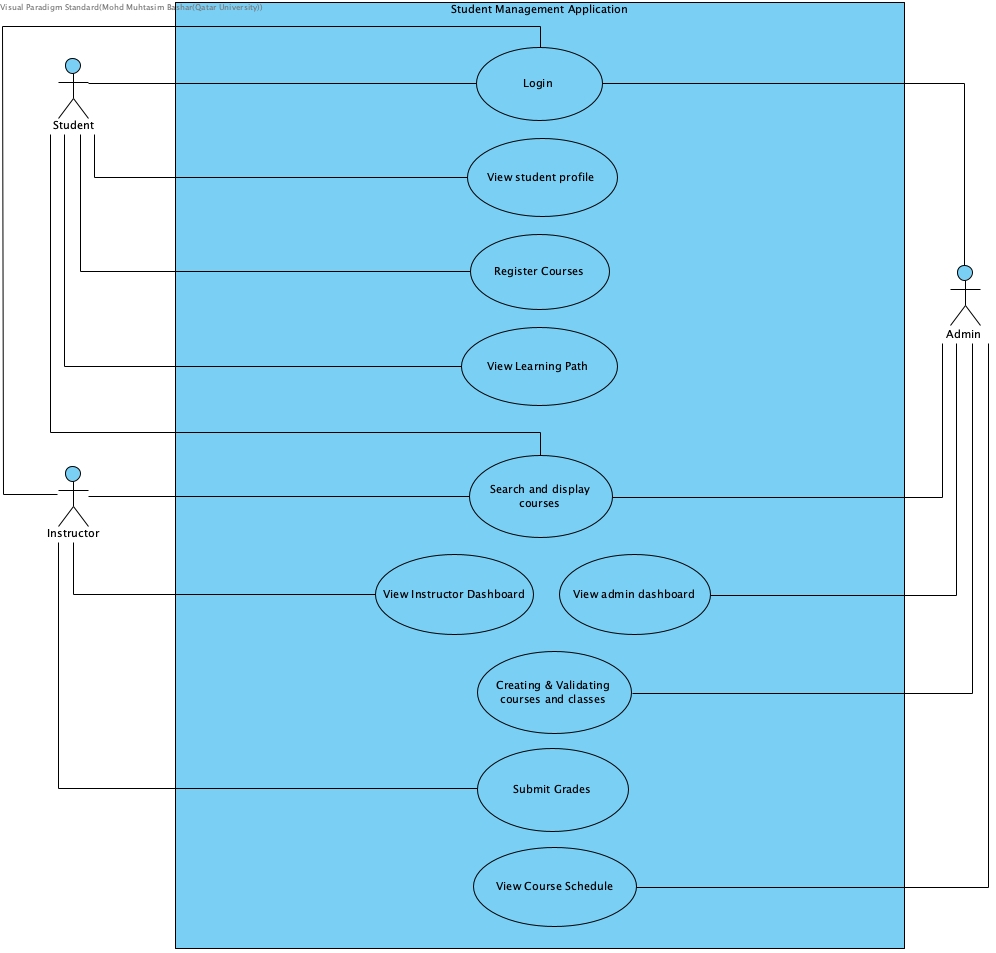 Visual Paradigm Standard(Mohd Muhtasim Bashar(Qatar University))
Student Management Application
Login
Student
View student profile
Register Courses
Admin
View Learning Path
Search and display
courses
Instructor
View Instructor Dashboard
View admin dashboard
Creating & Validating
courses and classes
Submit Grades
View Course Schedule